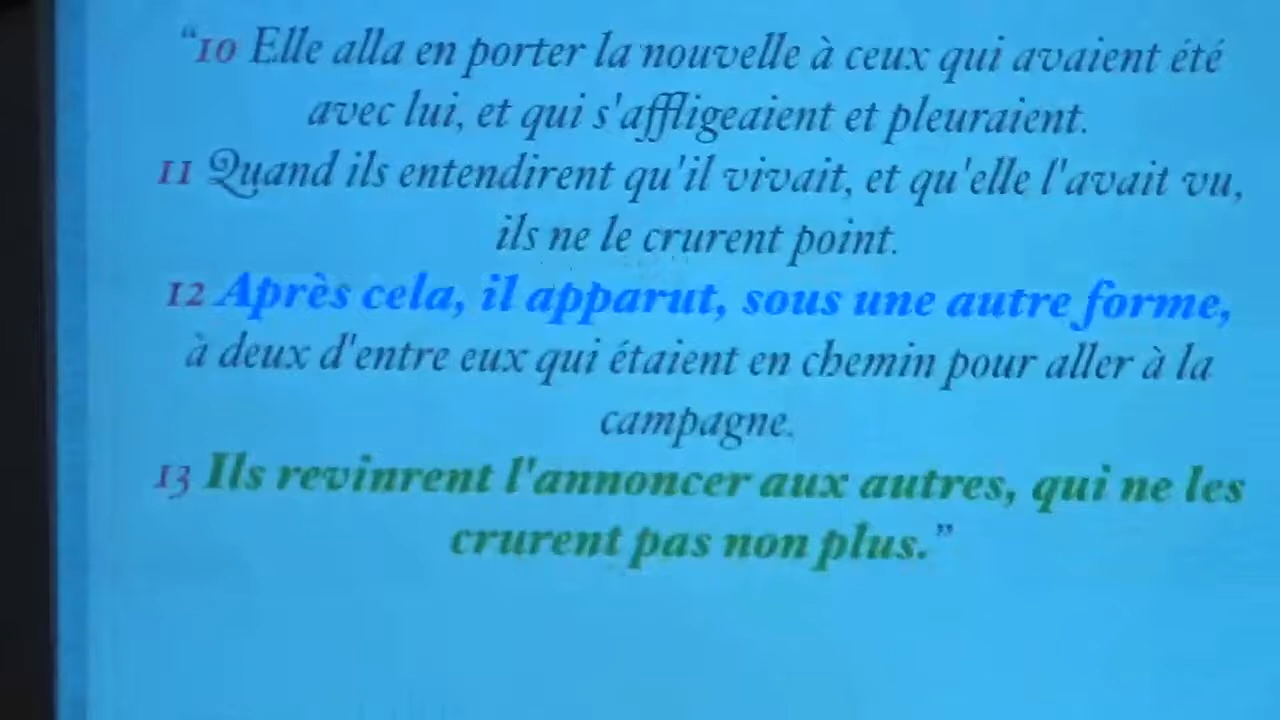 “10 Elle alla en porter la nouvelle à ceux qui avaient été
avec lui, et qui s'affligeaient et pleuraient.
11 Quand ils entendirent qu'il vivait, et qu'elle l'avait vu,
ils ne le crurent point.
12 Après cela, il apparut, sous une autre forme,
à deux d'entre eux qui étaient en chemin pour aller à la
campagne.
13 Ils revinrent l'annoncer aux autres, qui ne les
crurent pas non plus.”